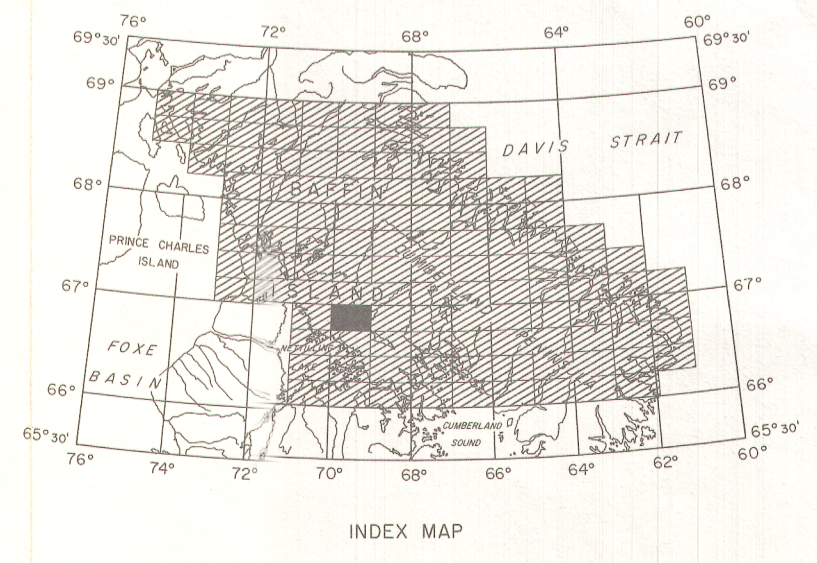 76°
72°
68°
64°
60°
69° 30'
69° 30'
69°
69°
DAVIS STRAIT
68°
68°
BAFFIN
PRINCE CHARLES
ISLAND
CUMBERLAND
67°
67°
ISLAND
FOXE
BASIN
NETTILLING
LAKE
PENINSULA
66°
66°
CUMBERLAND
SOUND
65° 30'
65° 30'
76°
74°
72°
70°
68°
66°
64°
62°
60°
INDEX MAP